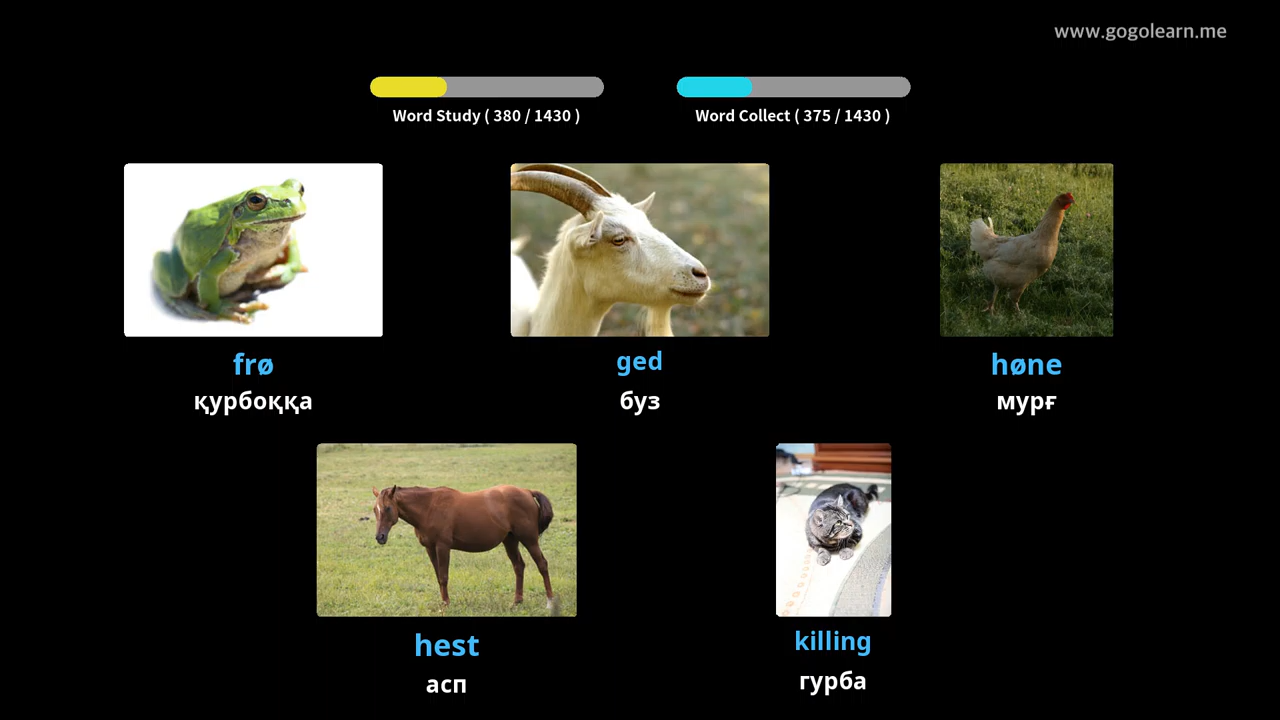 www.gogolearn.me
Word Study ( 380 / 1430 )
Word Collect ( 375 / 1430 )
frø
қурбоққа
ged
буз
høne
мурғ
hest
асп
killing
гурба